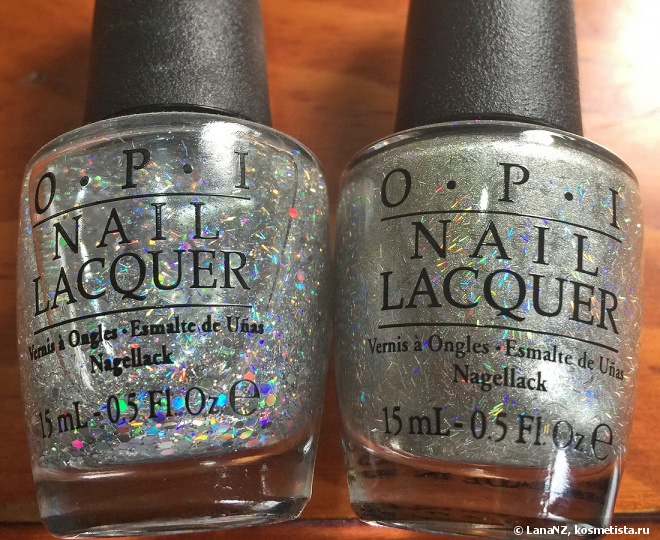 O · P · I
NAIL
LACQUER
Vernis à Ongles · Esmalte de Uñas
Nagellack
15 mL - 0.5 Fl. Oz. e
O · P · I
NAIL
LACQUER
Vernis à Ongles · Esmalte de Uñas
Nagellack
15 mL - 0.5 Fl. Oz e
© LanaNZ, kosmetista.ru